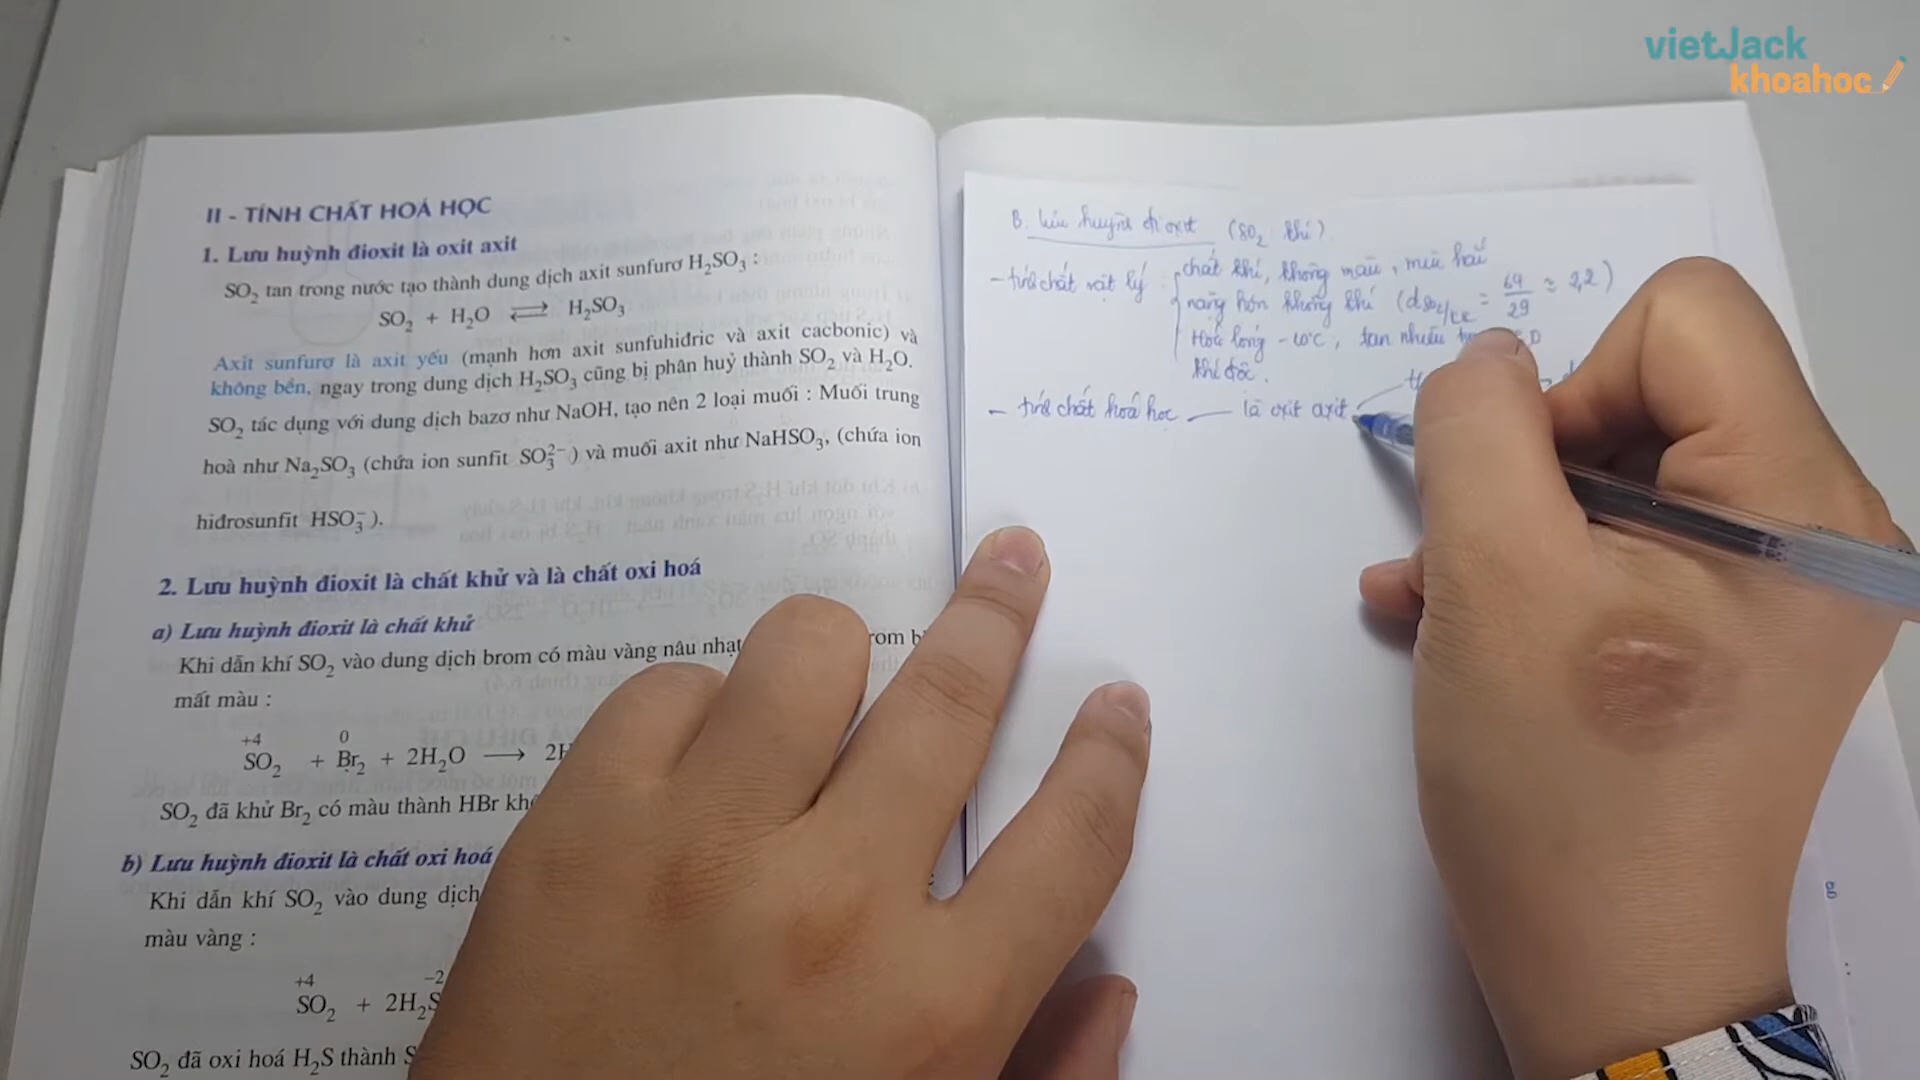 vietJack
khoahoc
II - TÍNH CHẤT HOÁ HỌC
1. Lưu huỳnh đioxit là oxit axit
SO₂ tan trong nước tạo thành dung dịch axit sunfurơ H₂SO₃ :
SO₂ + H₂O ⇌ H₂SO₃
Axit sunfurơ là axit yếu (mạnh hơn axit sunfuhiđric và axit cacbonic) và
không bền, ngay trong dung dịch H₂SO₃ cũng bị phân huỷ thành SO₂ và H₂O.
SO₂ tác dụng với dung dịch bazơ như NaOH, tạo nên 2 loại muối : Muối trung
hoà như Na₂SO₃ (chứa ion sunfit SO₃²⁻) và muối axit như NaHSO₃, (chứa ion
hiđrosunfit HSO₃⁻).
2. Lưu huỳnh đioxit là chất khử và là chất oxi hoá
a) Lưu huỳnh đioxit là chất khử
Khi dẫn khí SO₂ vào dung dịch brom có màu vàng nâu nhạt
mất màu :
+4 0
SO₂ + Br₂ + 2H₂O ⟶ 2H
SO₂ đã khử Br₂ có màu thành HBr
b) Lưu huỳnh đioxit là chất oxi hoá
Khi dẫn khí SO₂ vào dung dịch
màu vàng :
+4 −2
SO₂ + 2H₂S
SO₂ đã oxi hoá H₂S thành S
B. Lưu huỳnh đioxit (SO₂ khí)
- tính chất vật lý : chất khí, không màu, mùi hắc
nặng hơn không khí (dSO₂/kk = 64/29 ≈ 2,2)
Hoá lỏng -10°C, tan nhiều
khí độc.
- tính chất hoá học — là oxit axit
g
: